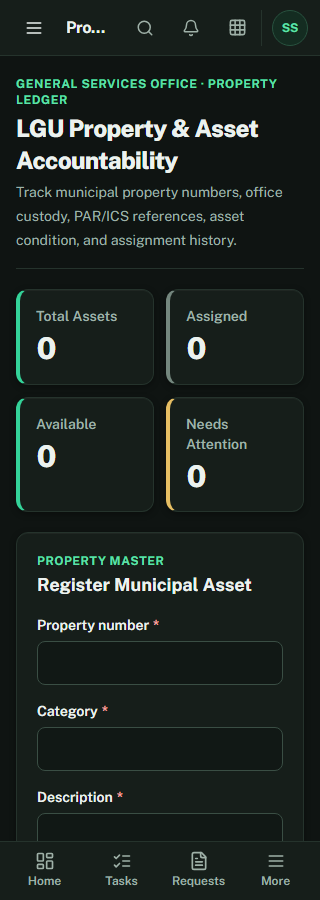 Pro...
SS
GENERAL SERVICES OFFICE · PROPERTY
LEDGER
LGU Property & Asset
Accountability
Track municipal property numbers, office
custody, PAR/ICS references, asset
condition, and assignment history.
Total Assets
0
Assigned
0
Available
0
Needs
Attention
0
PROPERTY MASTER
Register Municipal Asset
Property number *
Category *
Description *
Home
Tasks
Requests
More